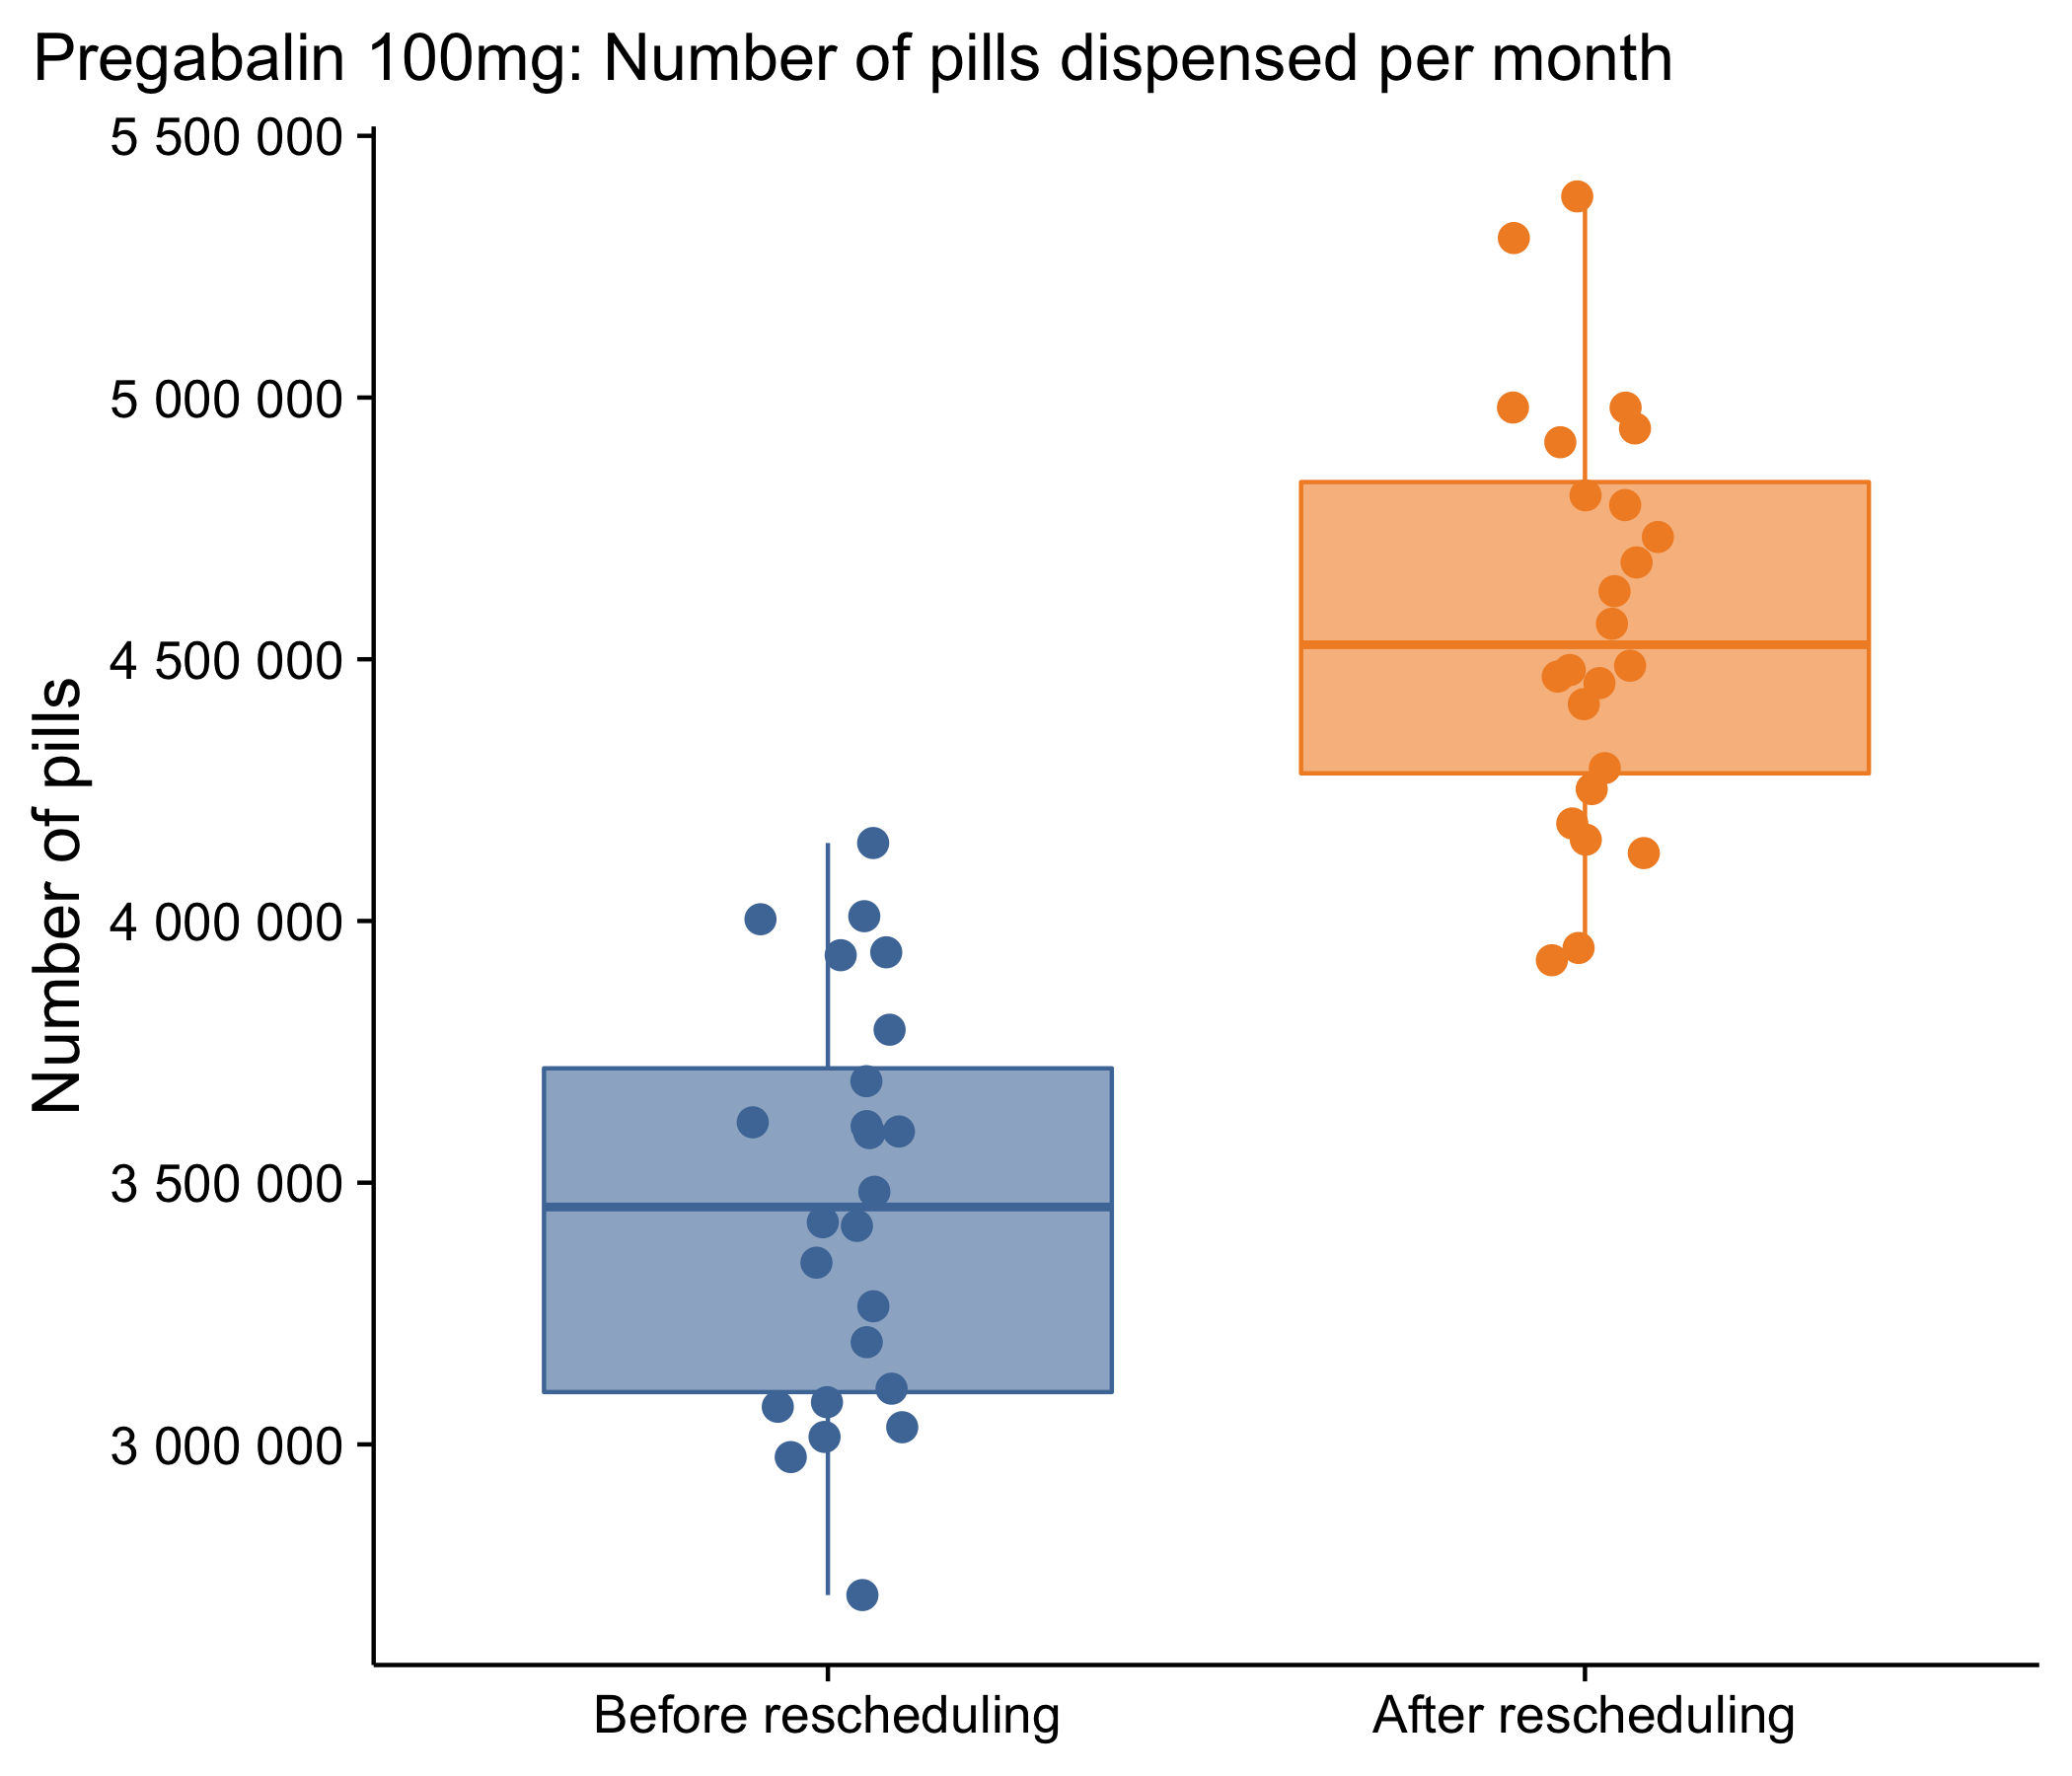 Pregabalin 100mg: Number of pills dispensed per month
5 500 000
5 000 000
4 500 000
4 000 000
3 500 000
3 000 000
Number of pills
Before rescheduling
After rescheduling